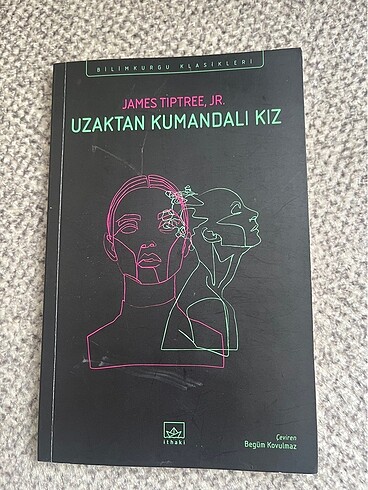 BİLİMKURGU KLASİKLERİ
JAMES TIPTREE, JR.
UZAKTAN KUMANDALI KIZ
Çeviren
Begüm Kovulmaz
ithaki